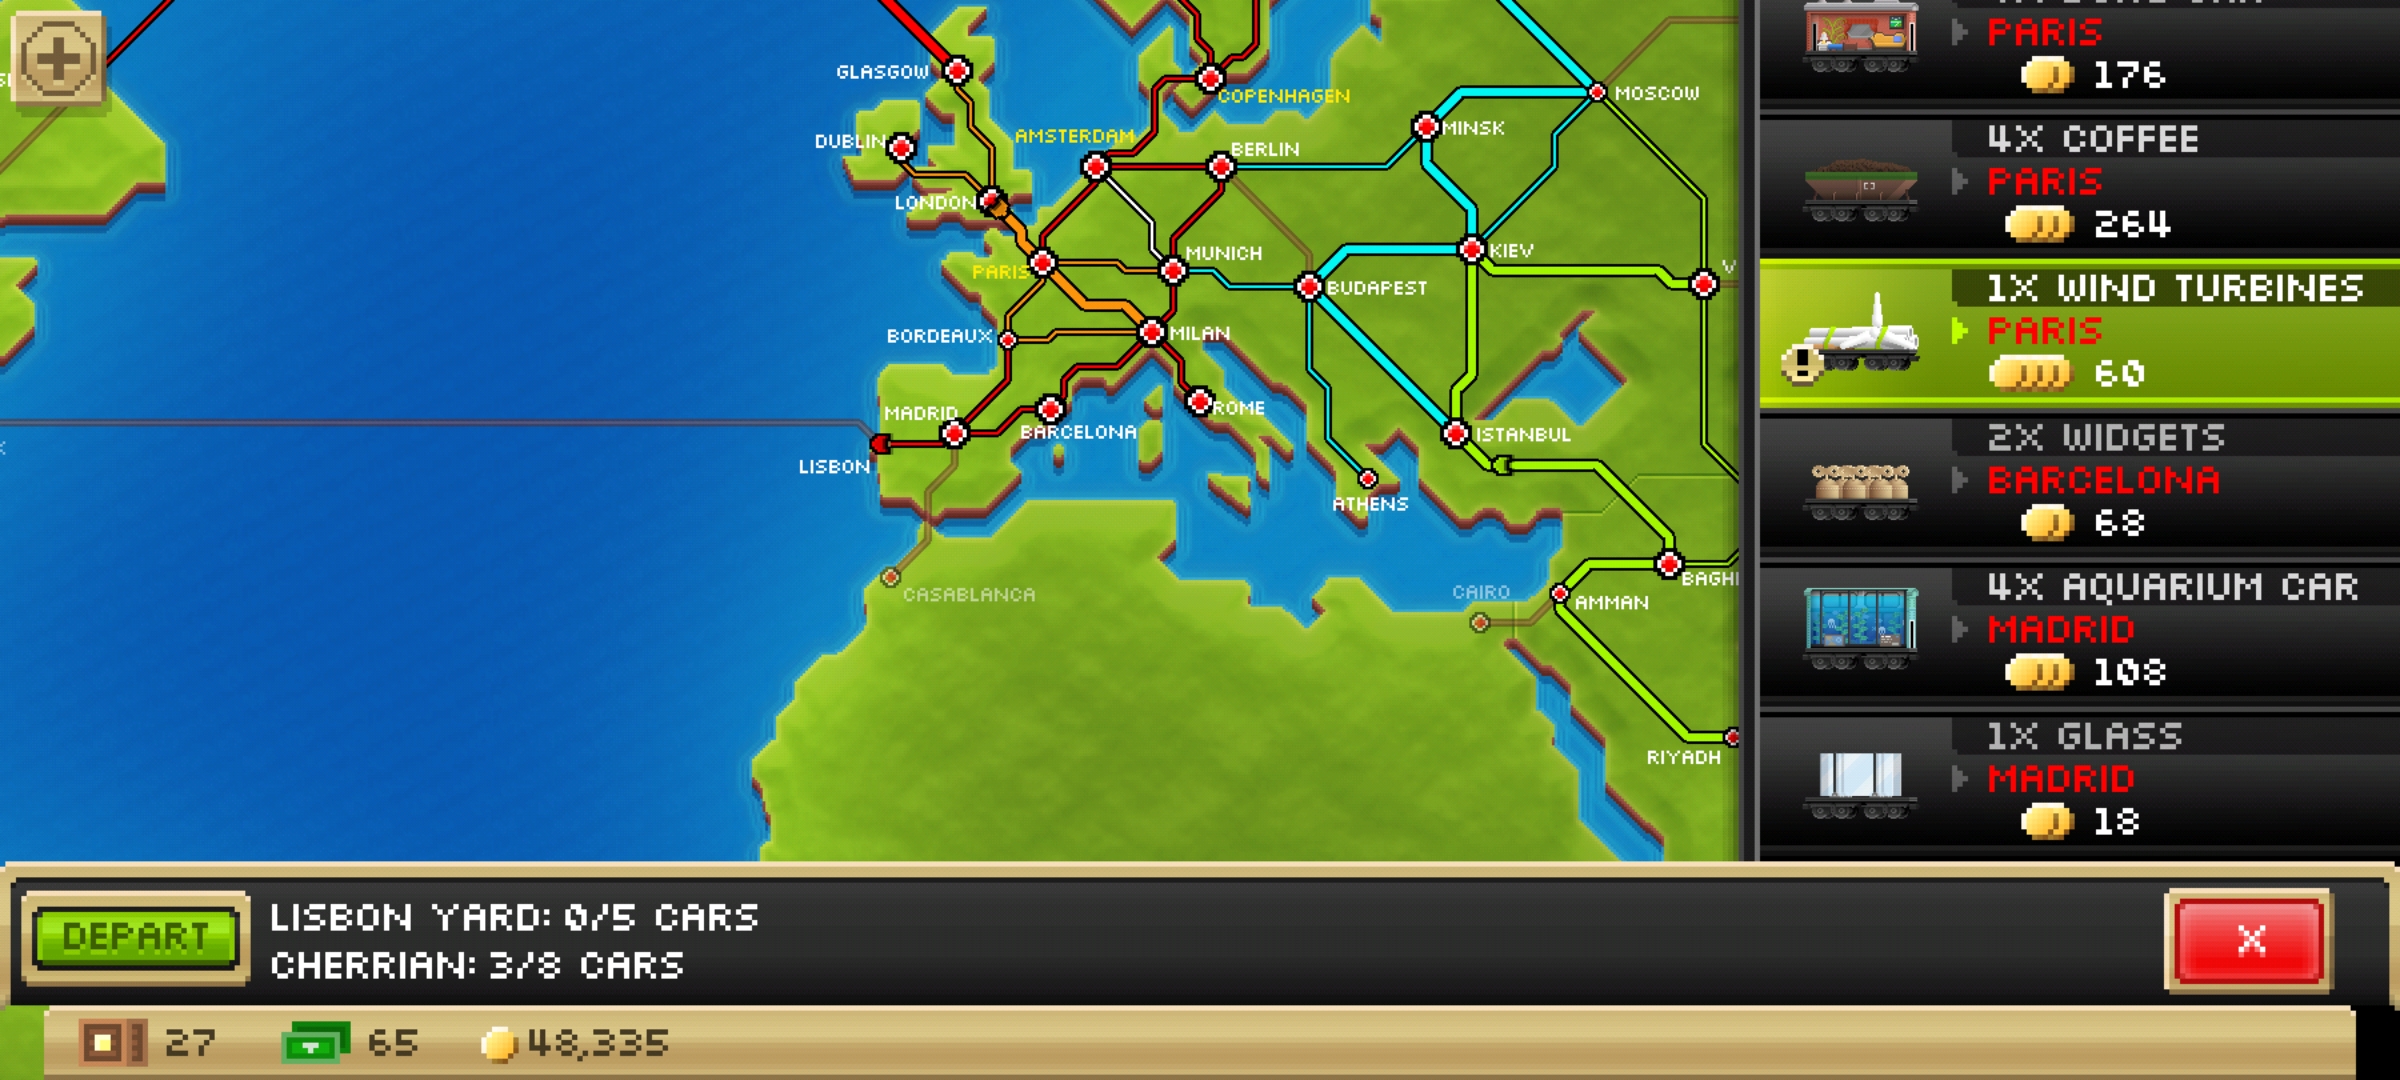 GLASGOW
COPENHAGEN
MOSCOW
DUBLIN
AMSTERDAM
BERLIN
MINSK
LONDON
PARIS
MUNICH
KIEV
BUDAPEST
BORDEAUX
MILAN
MADRID
BARCELONA
ROME
ISTANBUL
LISBON
ATHENS
CASABLANCA
CAIRO
AMMAN
BAGH
RIYADH
PARIS
176
4X COFFEE
PARIS
264
1X WIND TURBINES
PARIS
60
2X WIDGETS
BARCELONA
68
4X AQUARIUM CAR
MADRID
108
1X GLASS
MADRID
18
DEPART
LISBON YARD: 0/5 CARS
CHERRIAN: 3/8 CARS
X
27
65
48,335